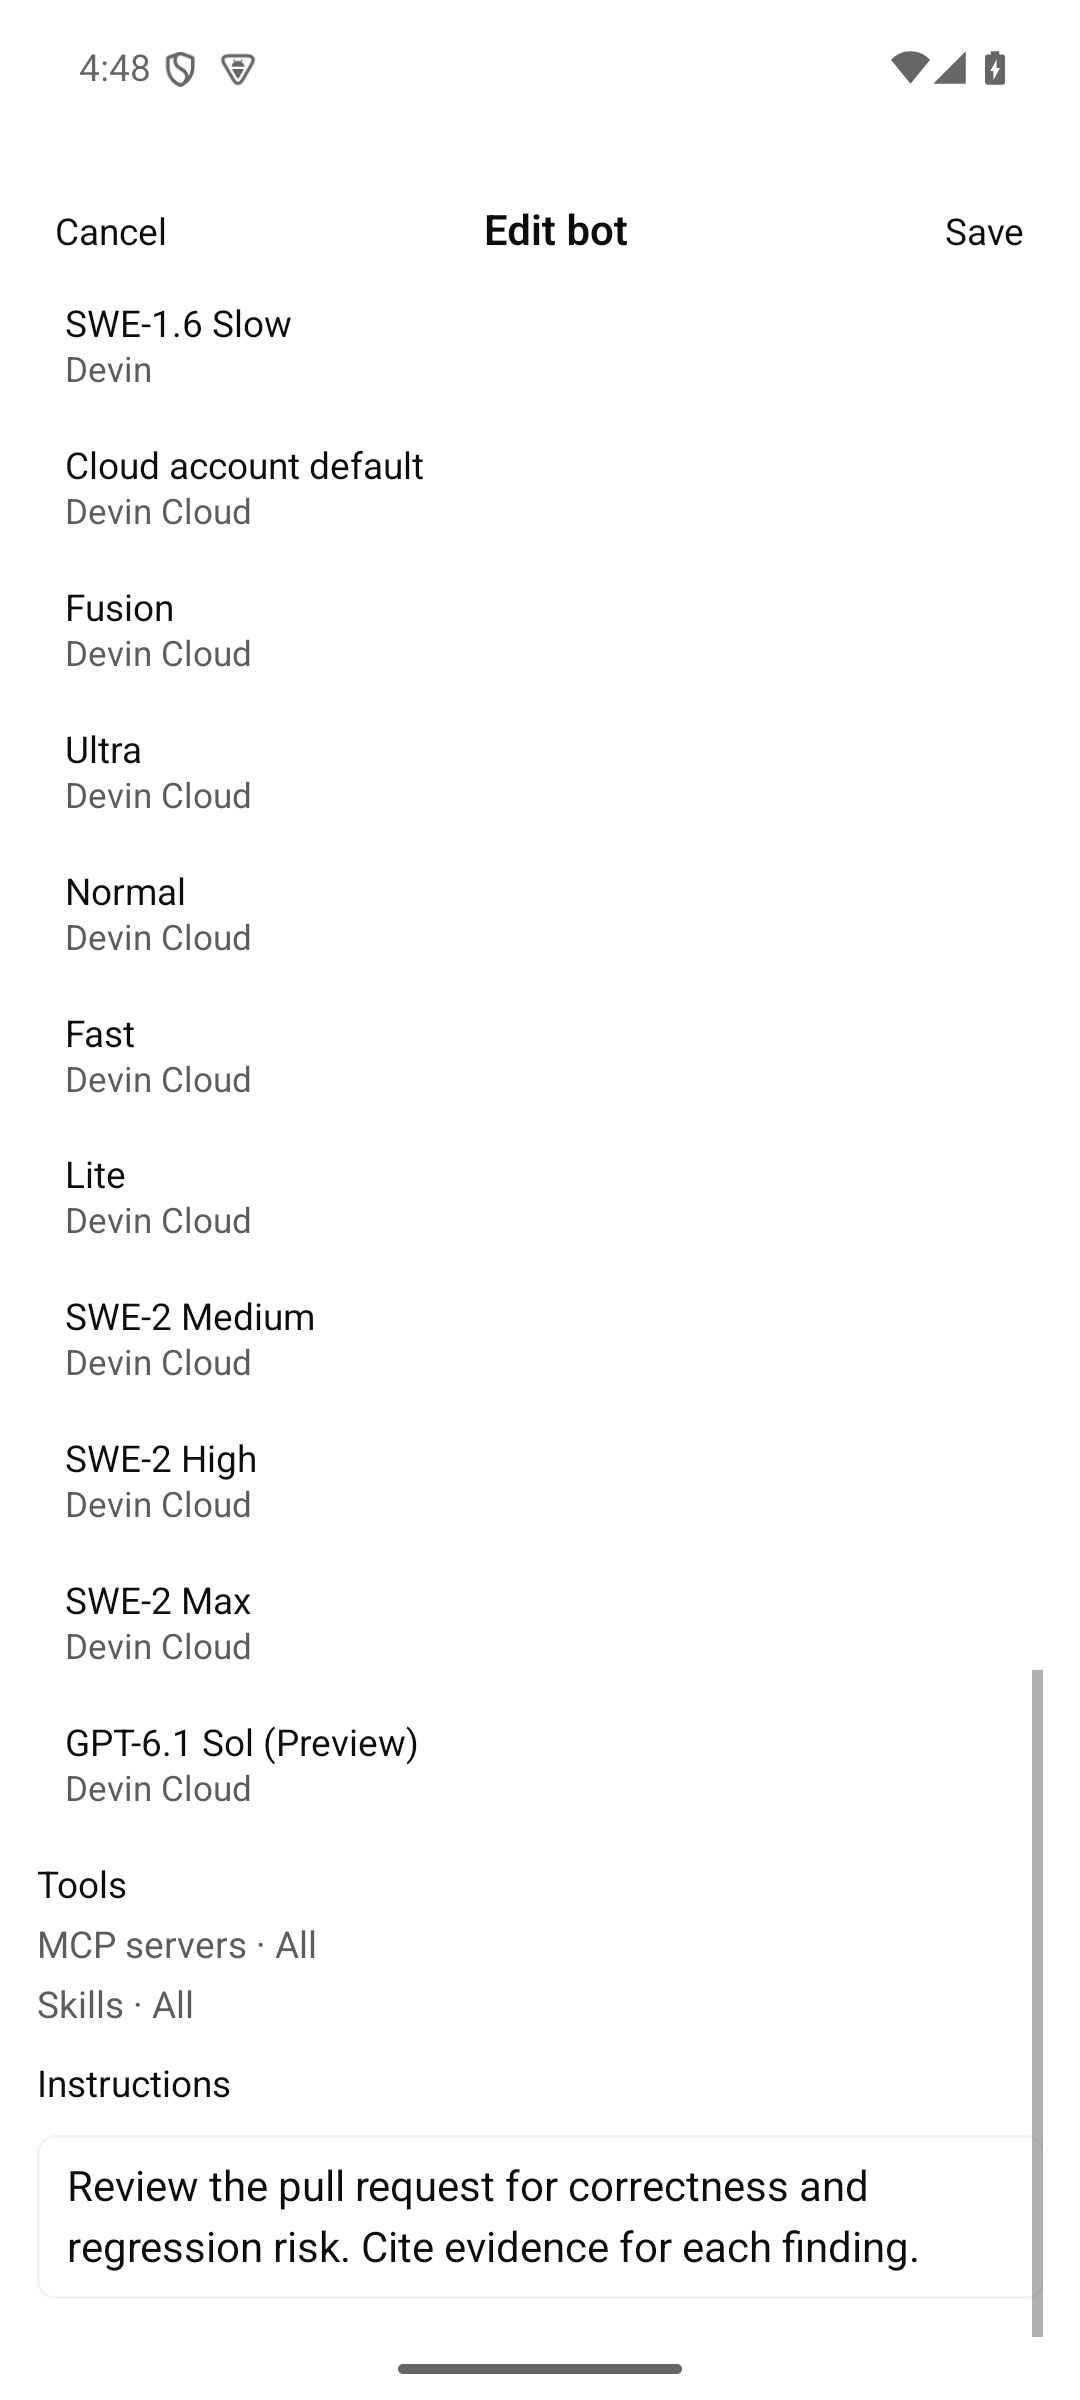 4:48
Cancel
Edit bot
Save
SWE-1.6 Slow
Devin
Cloud account default
Devin Cloud
Fusion
Devin Cloud
Ultra
Devin Cloud
Normal
Devin Cloud
Fast
Devin Cloud
Lite
Devin Cloud
SWE-2 Medium
Devin Cloud
SWE-2 High
Devin Cloud
SWE-2 Max
Devin Cloud
GPT-6.1 Sol (Preview)
Devin Cloud
Tools
MCP servers · All
Skills · All
Instructions
Review the pull request for correctness and
regression risk. Cite evidence for each finding.